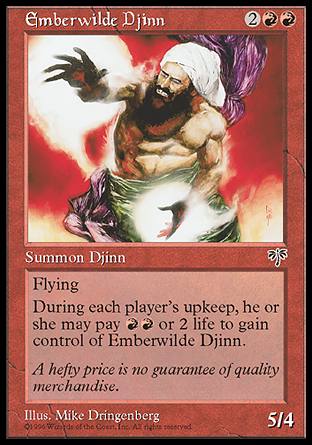 Emberwilde Djinn 2
Summon Djinn
Flying
During each player's upkeep, he or
she may pay or 2 life to gain
control of Emberwilde Djinn.
A hefty price is no guarantee of quality
merchandise.
Illus. Mike Dringenberg
©1996 Wizards of the Coast, Inc. All rights reserved.
5/4